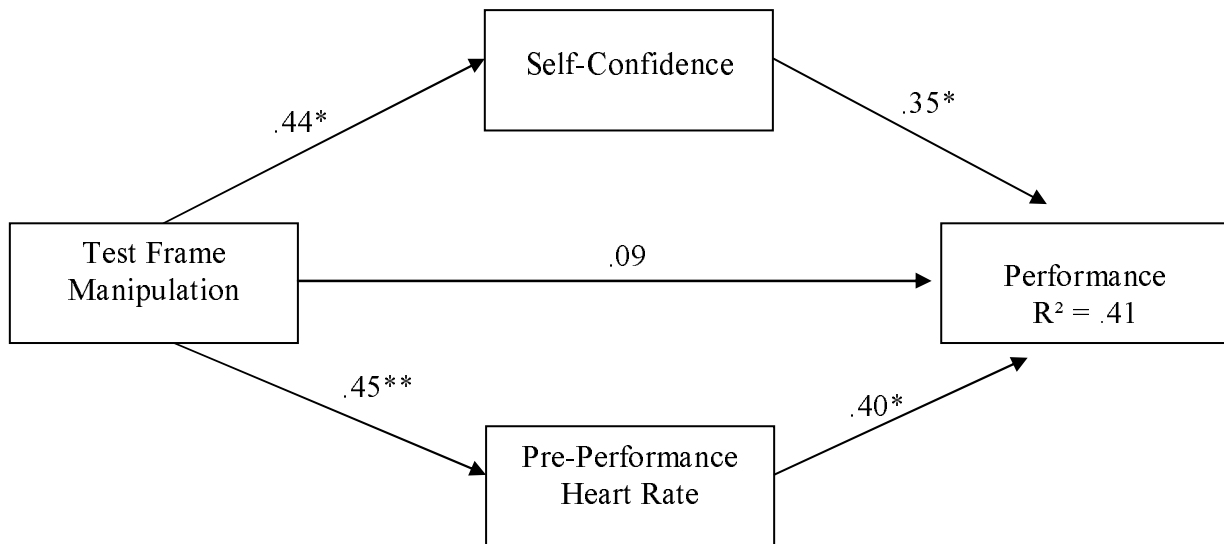 Self-Confidence
.44*
.35*
Test Frame
Manipulation
.09
Performance
R² = .41
.45**
.40*
Pre-Performance
Heart Rate